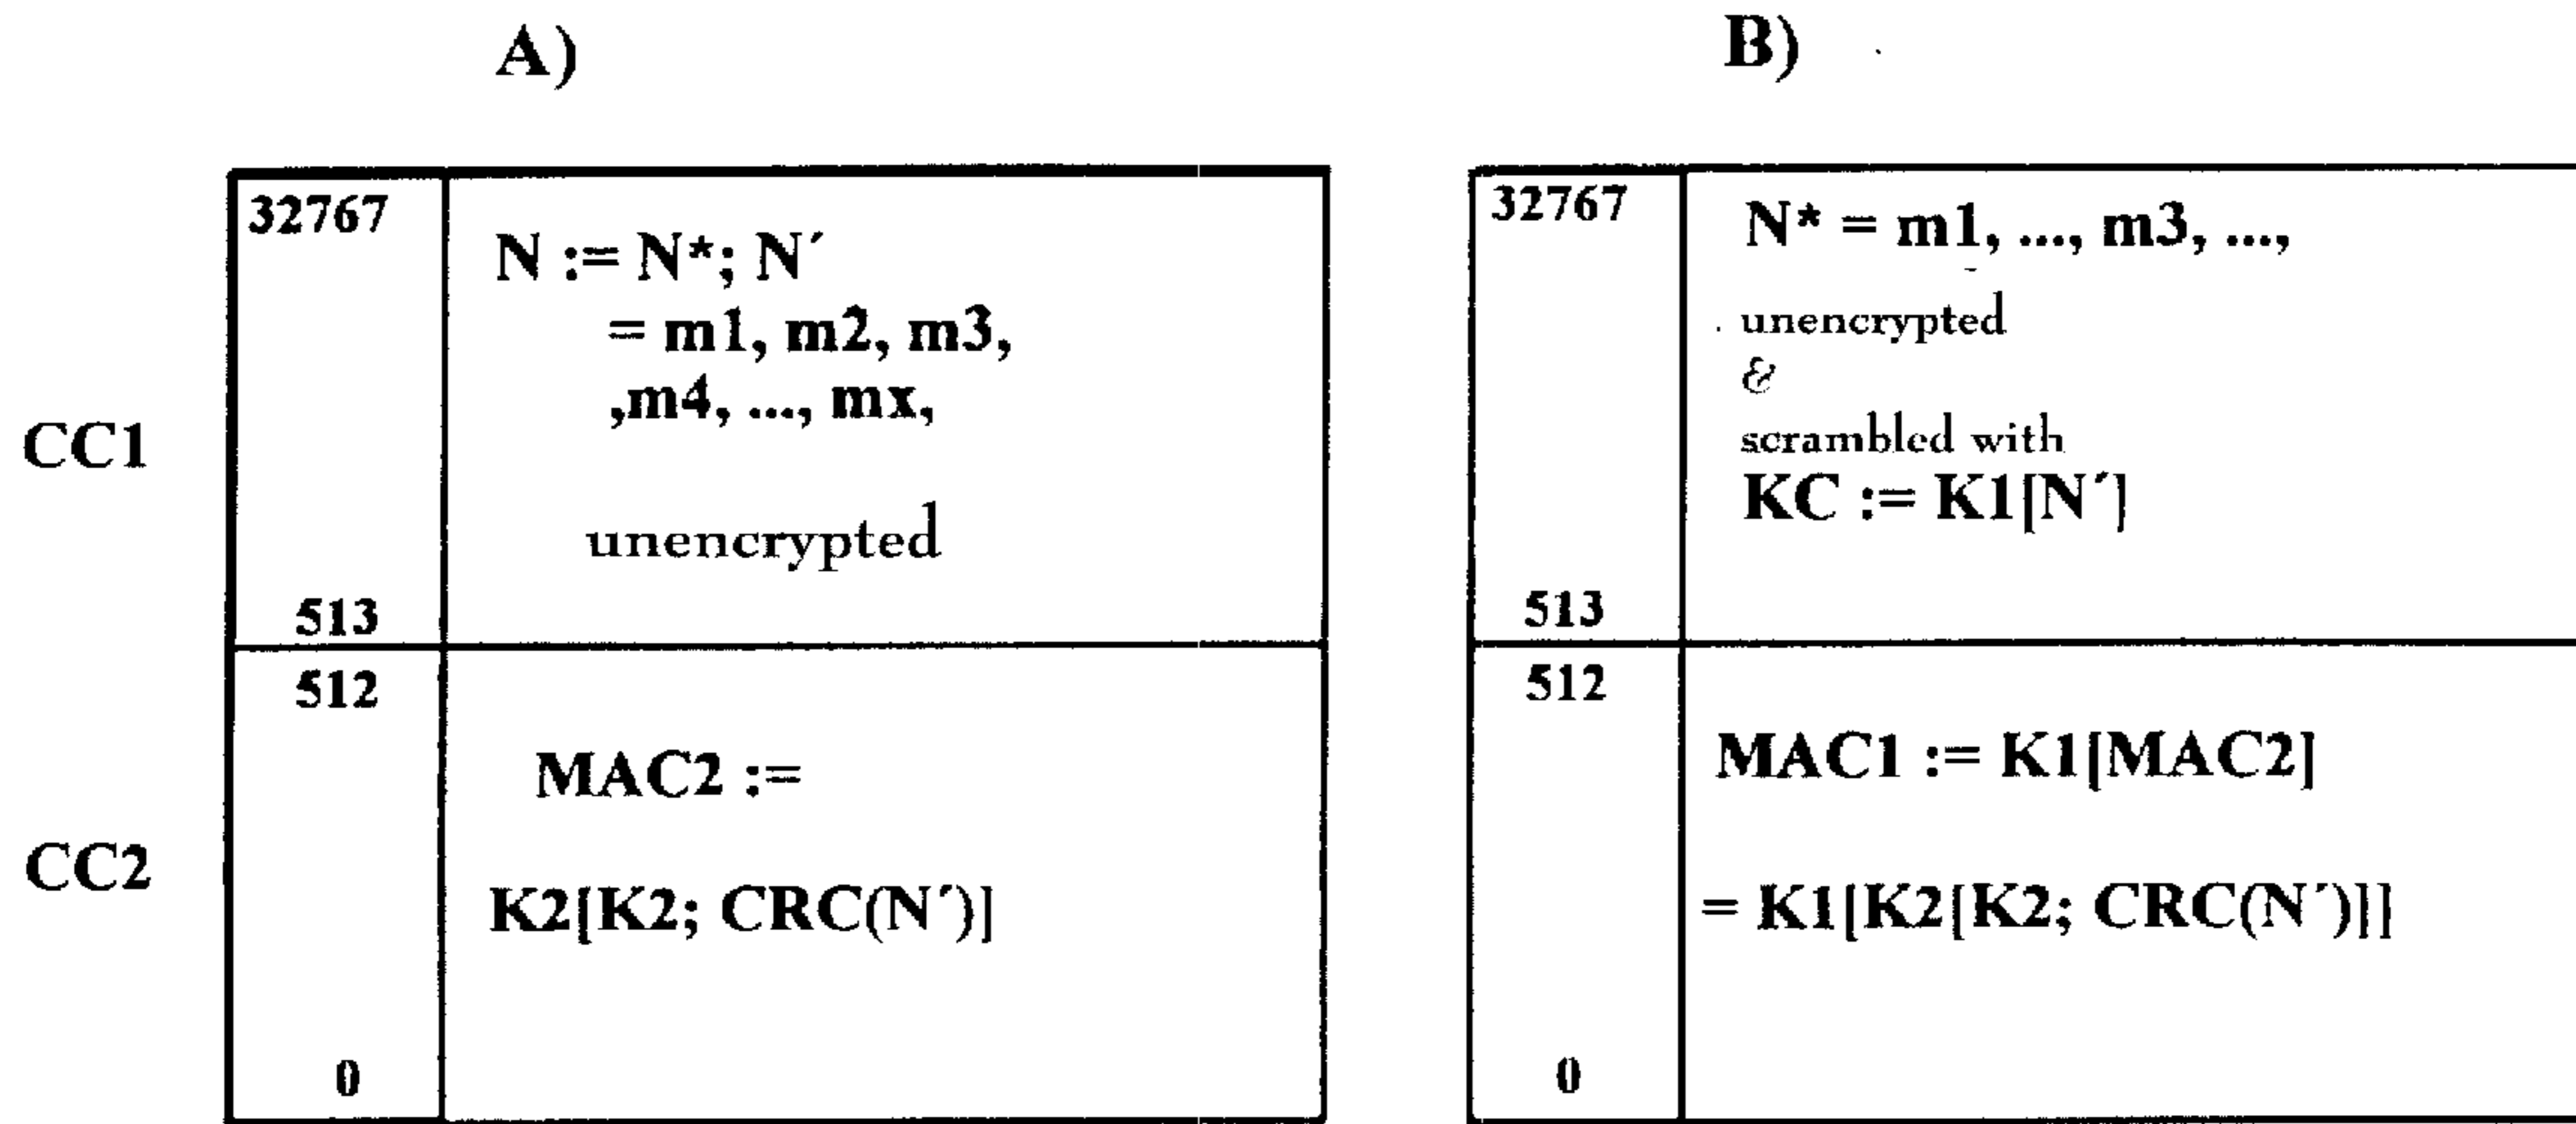 A)
B)
CC1
32767
N := N*; N´
= m1, m2, m3,
,m4, ..., mx,
unencrypted
513
32767
N* = m1, ..., m3, ...,
unencrypted
&
scrambled with
KC := K1[N´]
513
CC2
512
MAC2 :=
K2[K2; CRC(N´)]
0
512
MAC1 := K1[MAC2]
= K1[K2[K2; CRC(N´)]]
0